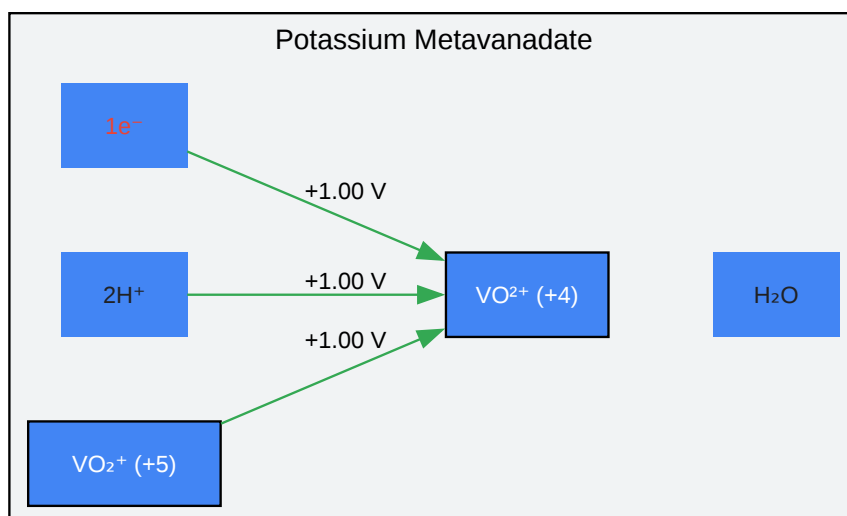 Potassium Metavanadate
1e⁻
+1.00 V
2H⁺
+1.00 V
VO²⁺ (+4)
H₂O
+1.00 V
VO₂⁺ (+5)